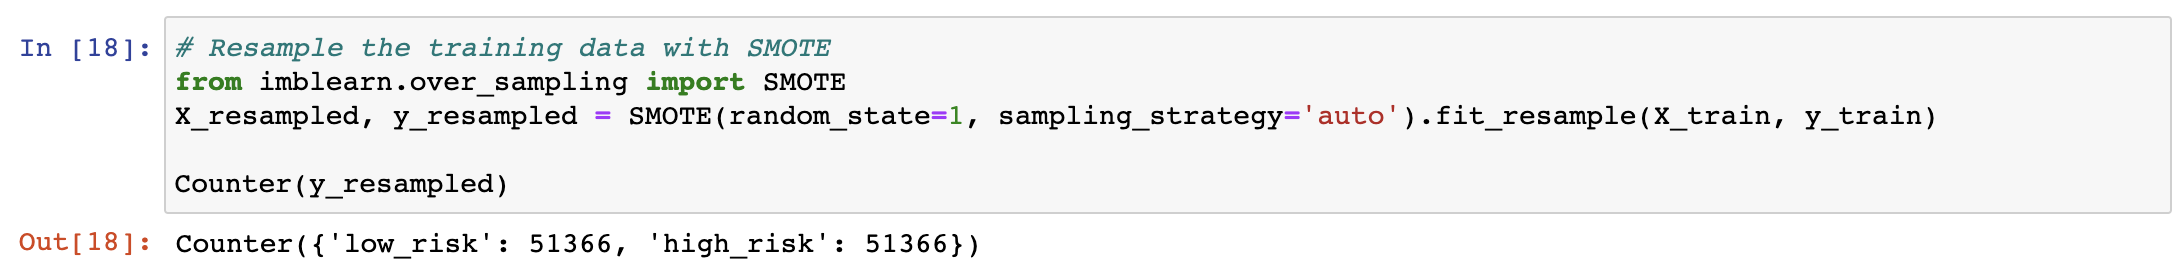 In [18]: # Resample the training data with SMOTE
from imblearn.over_sampling import SMOTE
X_resampled, y_resampled = SMOTE(random_state=1, sampling_strategy='auto').fit_resample(X_train, y_train)
Counter(y_resampled)
Out[18]: Counter({'low_risk': 51366, 'high_risk': 51366})